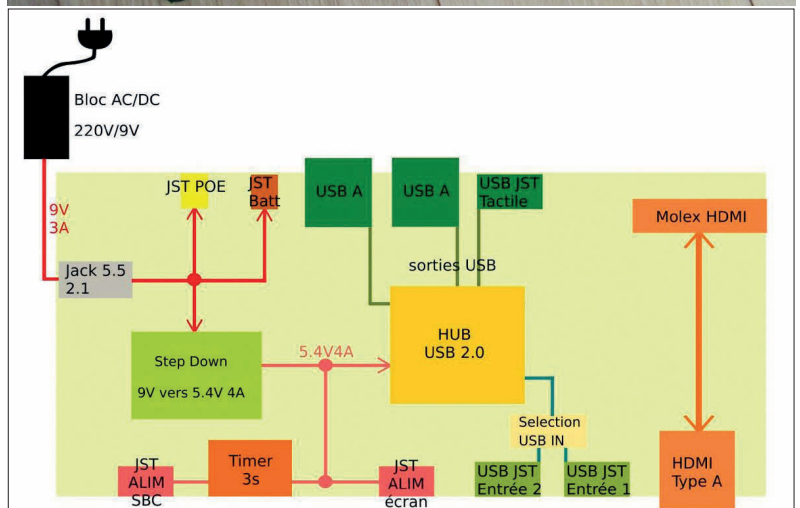 Bloc AC/DC
220V/9V
JST POE
JST
Batt
USB A
USB A
USB JST
Tactile
Molex HDMI
9V
3A
Jack 5.5
2.1
sorties USB
HUB
USB 2.0
Step Down
9V vers 5.4V 4A
5.4V4A
Selection
USB IN
JST
ALIM
SBC
Timer
3s
JST
ALIM
écran
USB JST
Entrée 2
USB JST
Entrée 1
HDMI
Type A